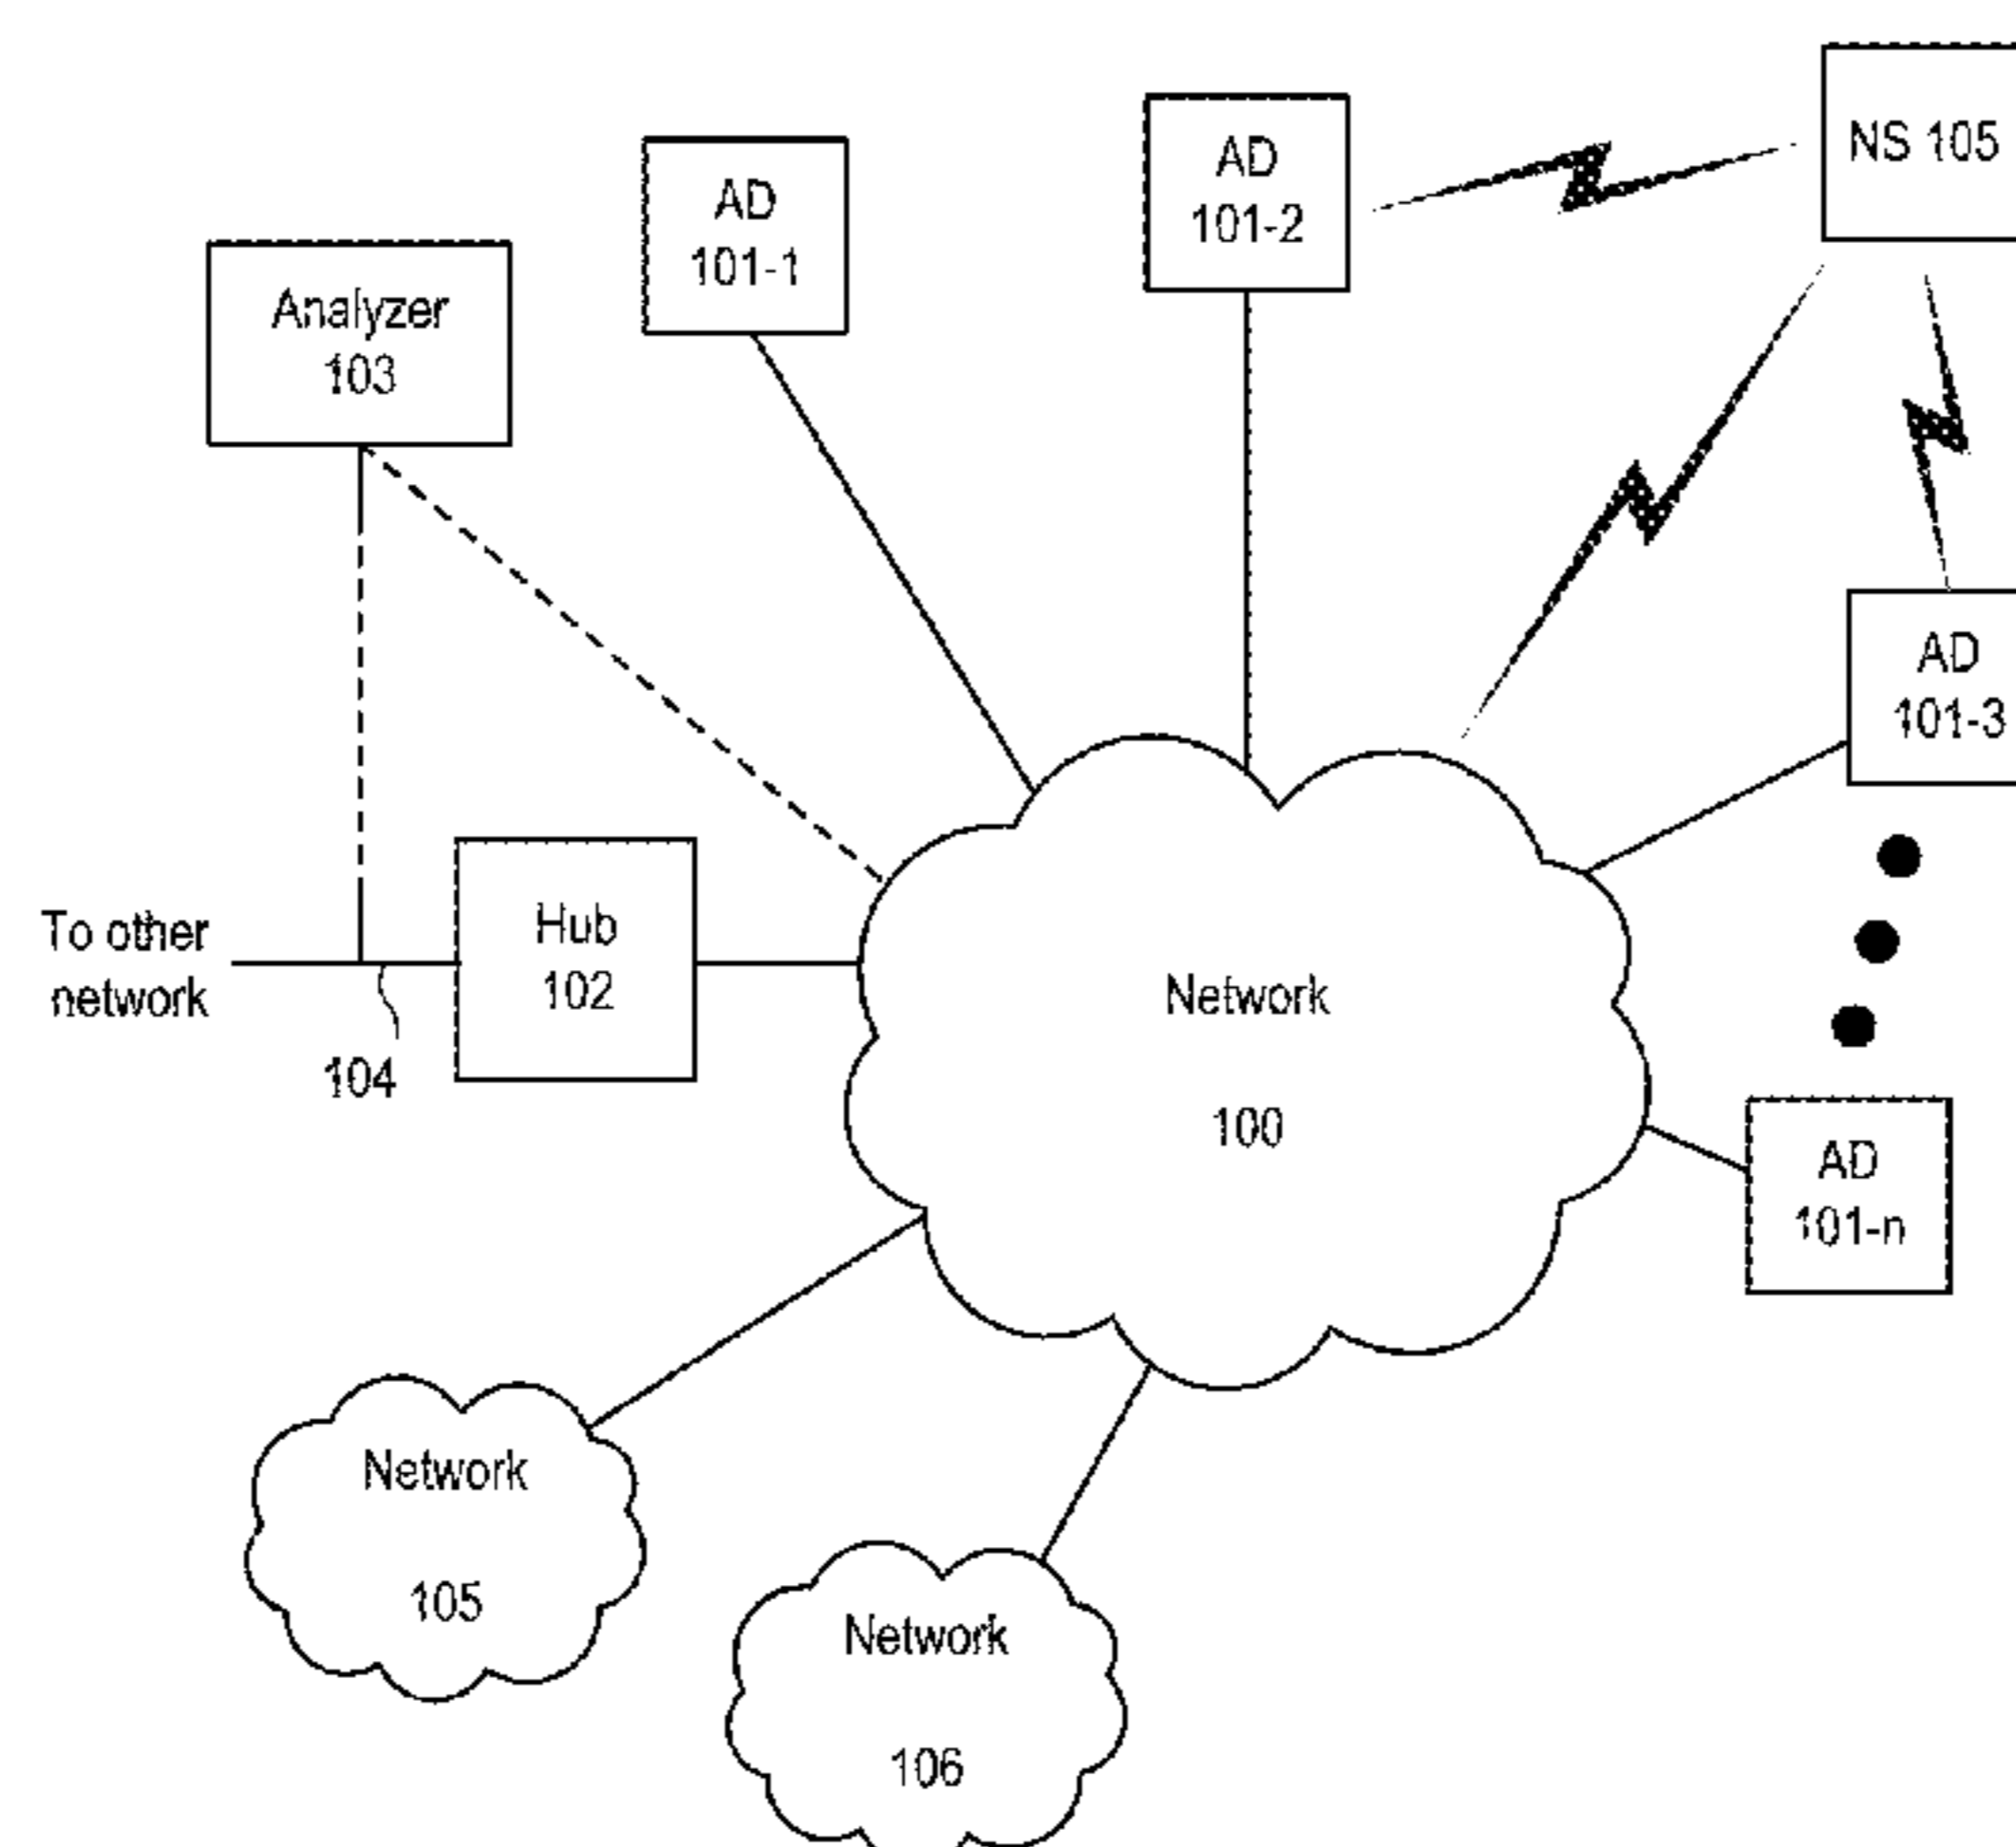 NS 105
AD
101-2
AD
101-1
Analyzer
103
AD
101-3
To other
network
Hub
102
104
Network
100
AD
101-n
Network
105
Network
106